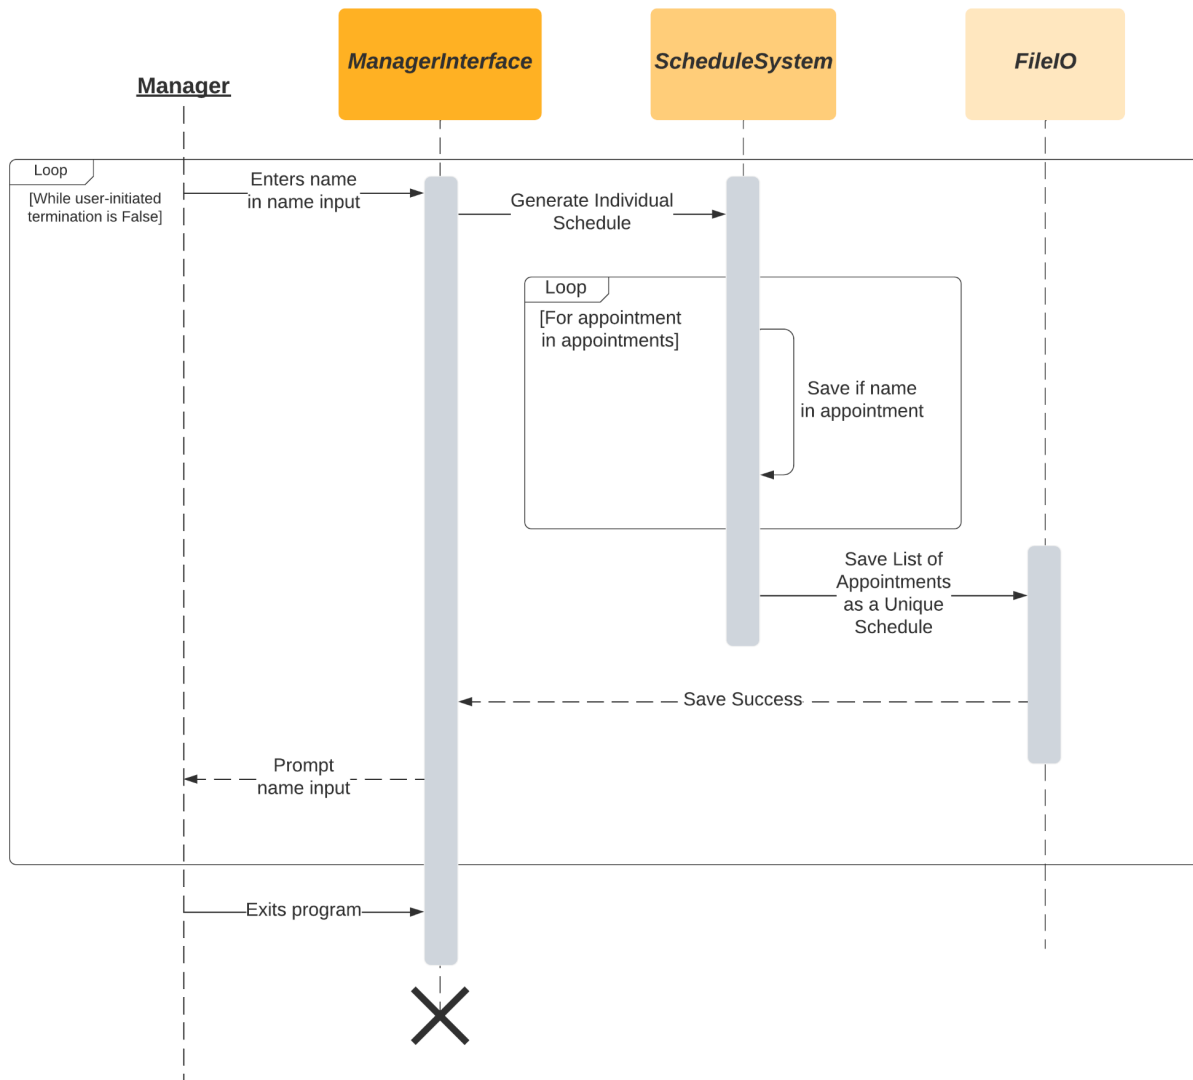 Manager
ManagerInterface
ScheduleSystem
FileIO
Loop
[While user-initiated
termination is False]
Enters name
in name input
Generate Individual
Schedule
Loop
[For appointment
in appointments]
Save if name
in appointment
Save List of
Appointments
as a Unique
Schedule
Save Success
Prompt
name input
Exits program